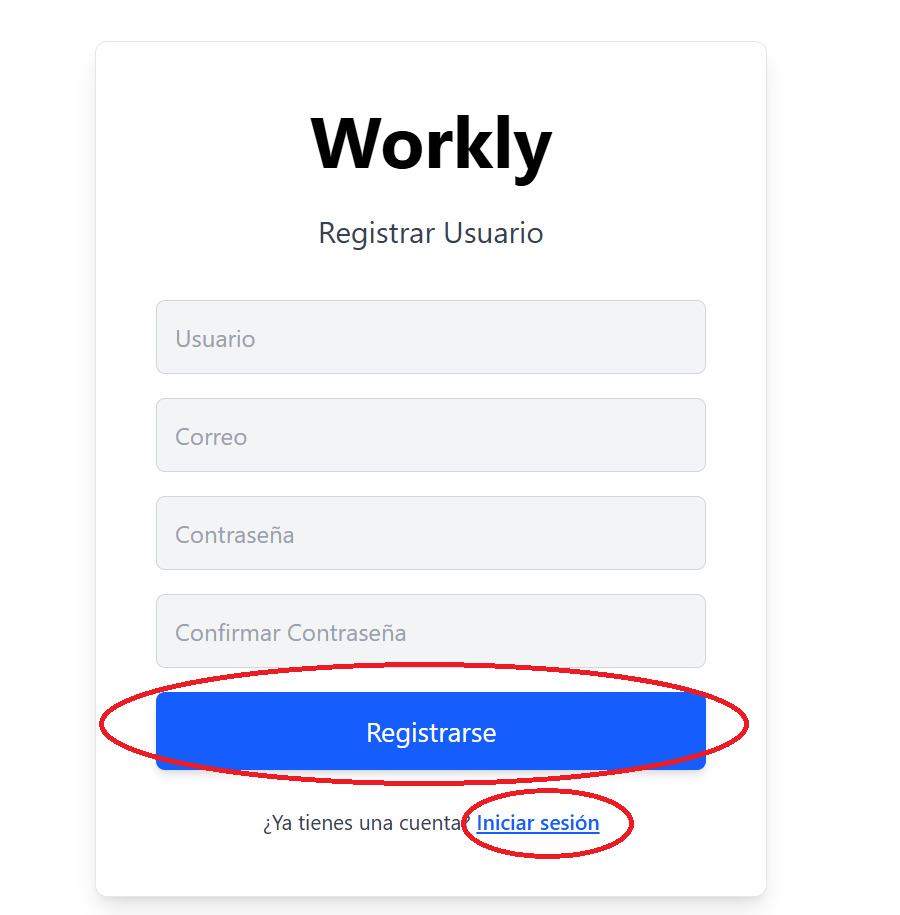 Workly
Registrar Usuario
Usuario
Correo
Contraseña
Confirmar Contraseña
Registrarse
¿Ya tienes una cuenta? Iniciar sesión